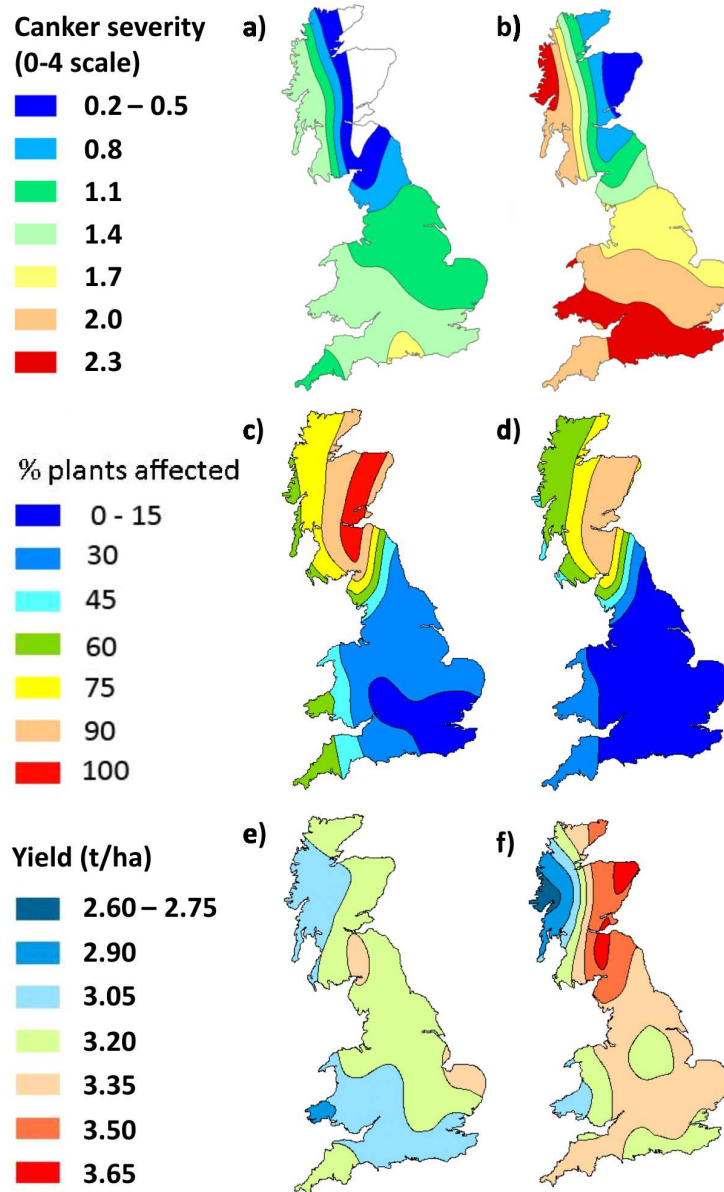 Canker severity
(0-4 scale)
0.2 – 0.5
0.8
1.1
1.4
1.7
2.0
2.3
a)
b)
% plants affected
0 - 15
30
45
60
75
90
100
c)
d)
Yield (t/ha)
2.60 – 2.75
2.90
3.05
3.20
3.35
3.50
3.65
e)
f)